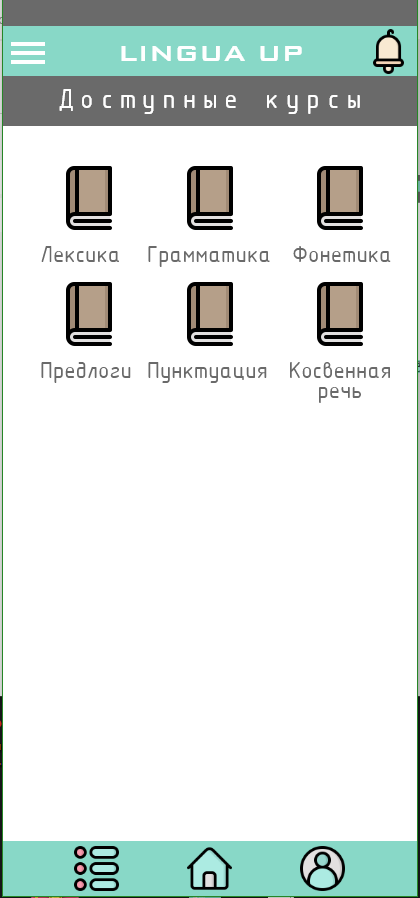 LINGUA UP
Доступные курсы
Лексика Грамматика Фонетика
Предлоги Пунктуация Косвенная
речь